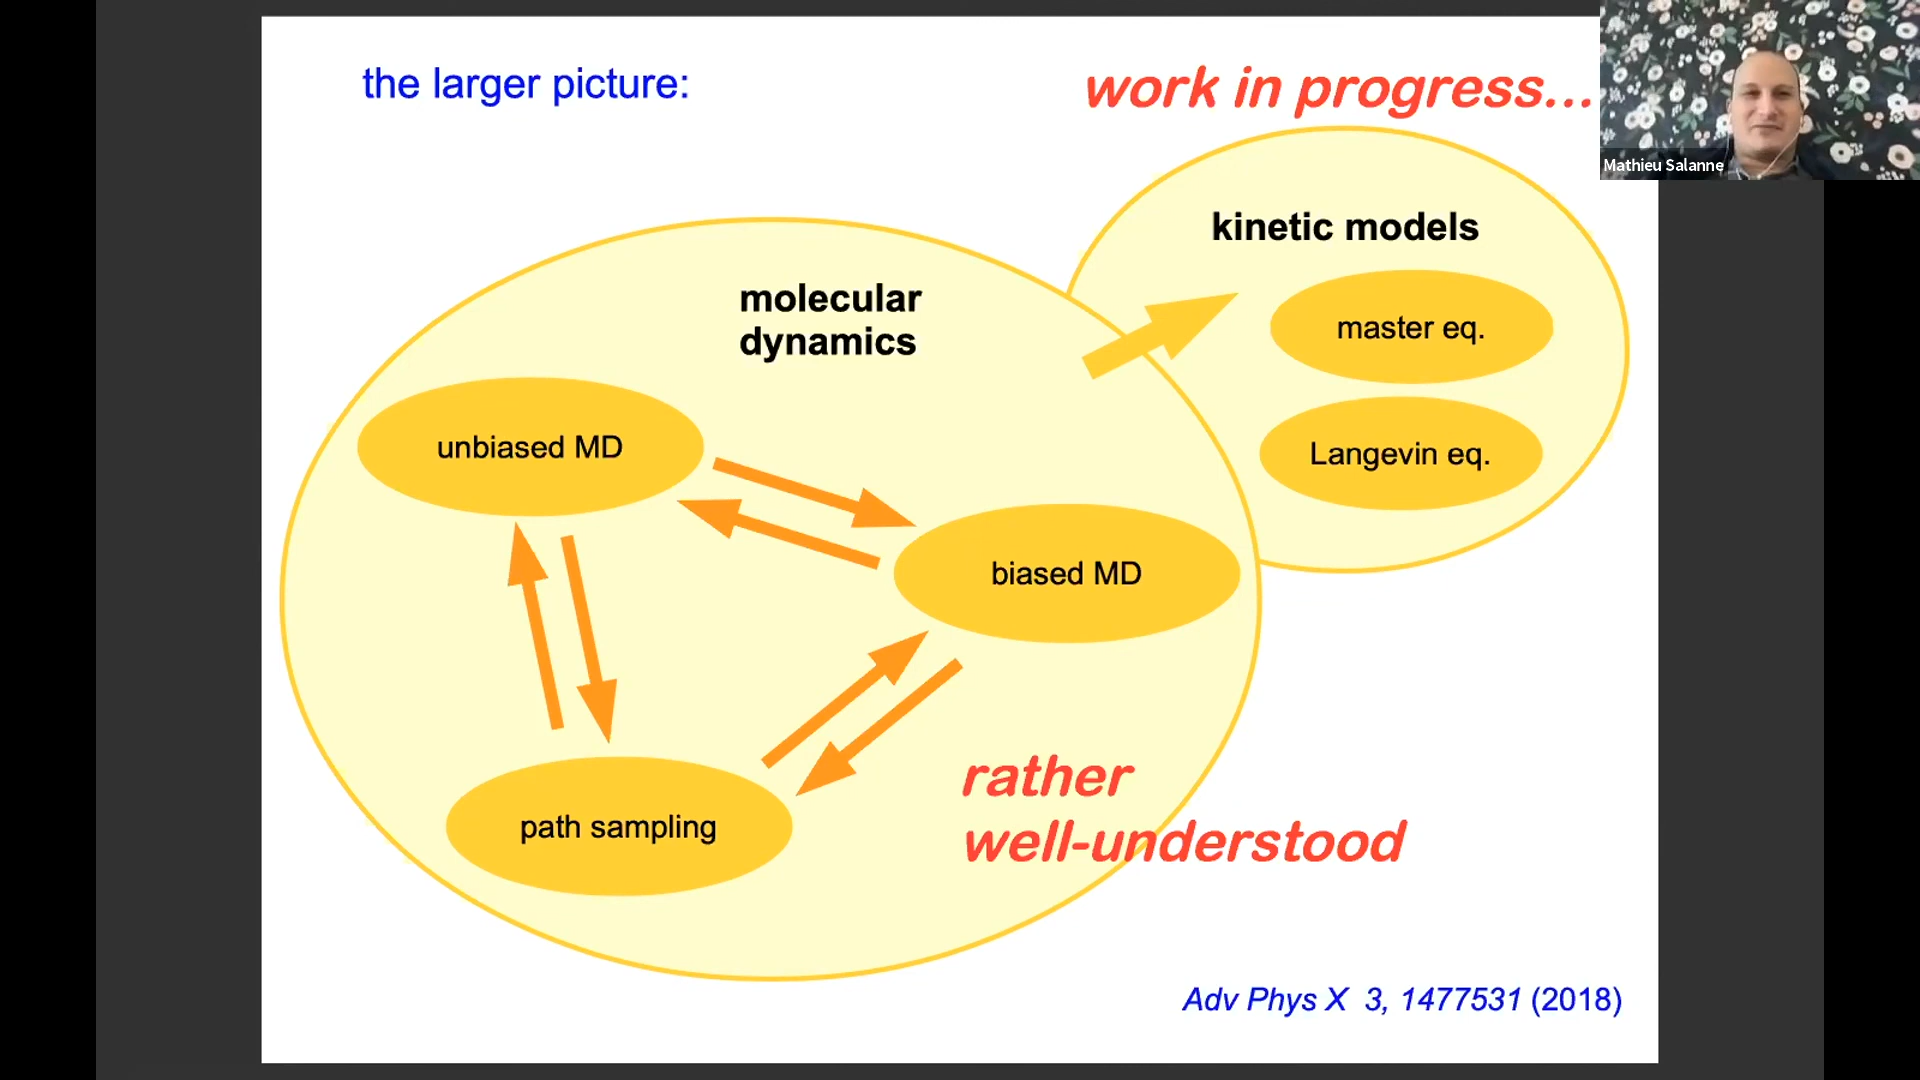 the larger picture:
work in progress...
Mathieu Salanne
kinetic models
molecular
dynamics
master eq.
unbiased MD
Langevin eq.
biased MD
rather
path sampling
well-understood
Adv Phys X  3, 1477531 (2018)